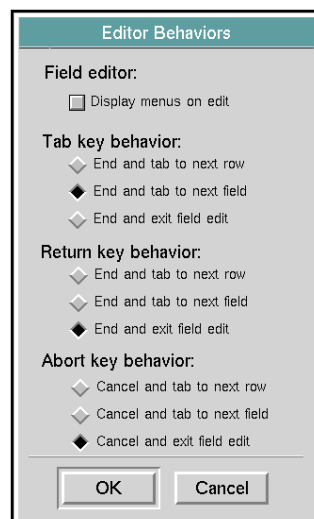 Editor Behaviors
Field editor:
Display menus on edit
Tab key behavior:
End and tab to next row
End and tab to next field
End and exit field edit
Return key behavior:
End and tab to next row
End and tab to next field
End and exit field edit
Abort key behavior:
Cancel and tab to next row
Cancel and tab to next field
Cancel and exit field edit
OK Cancel